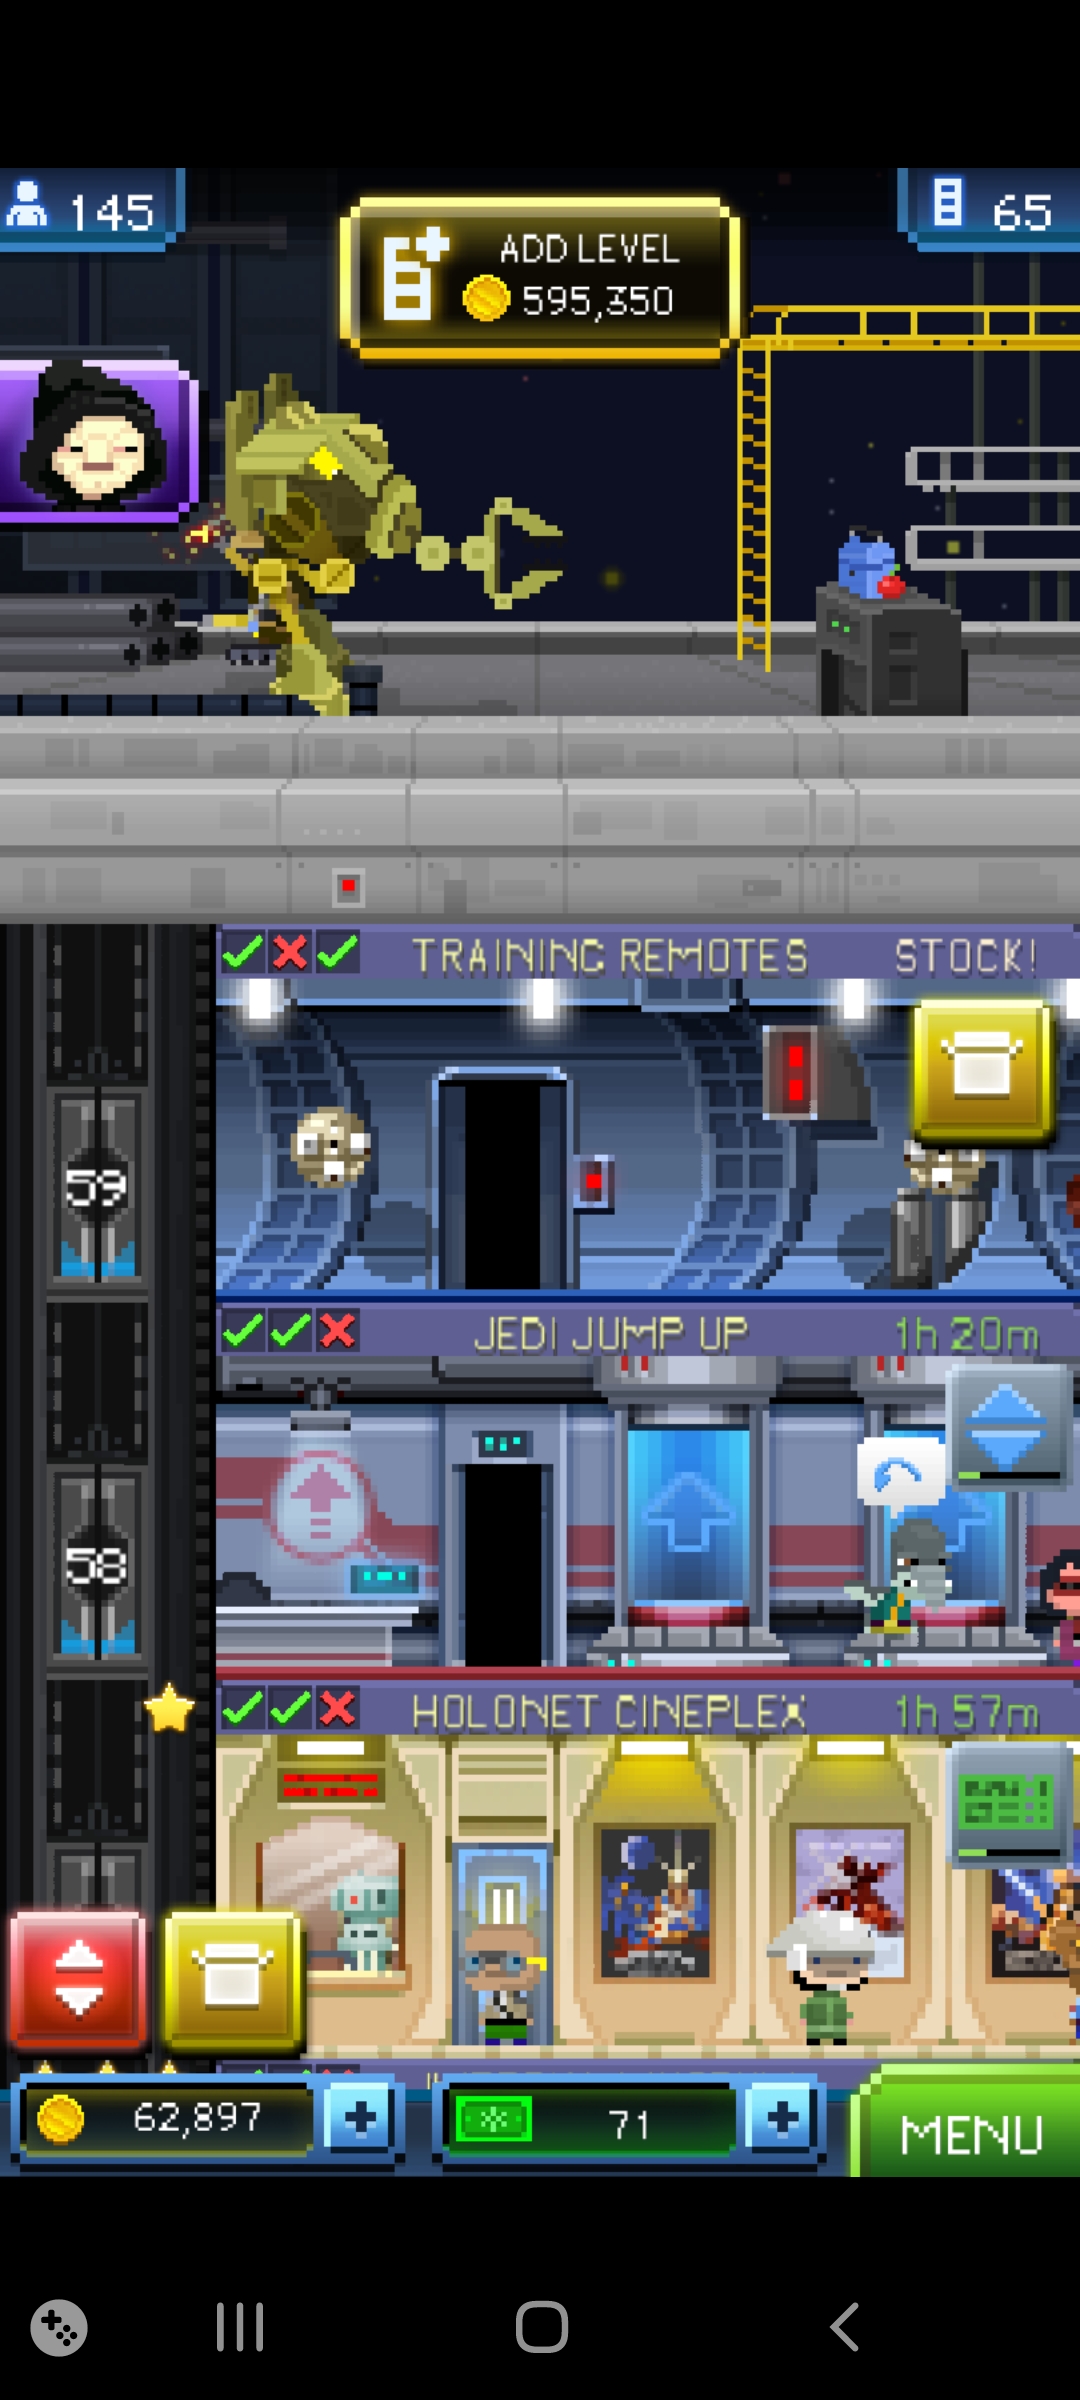 145
ADD LEVEL
595,350
65
TRAINING REMOTES STOCK!
59
JEDI JUMP UP 1h 20m
58
HOLONET CINEPLEX 1h 57m
62,897
71
MENU